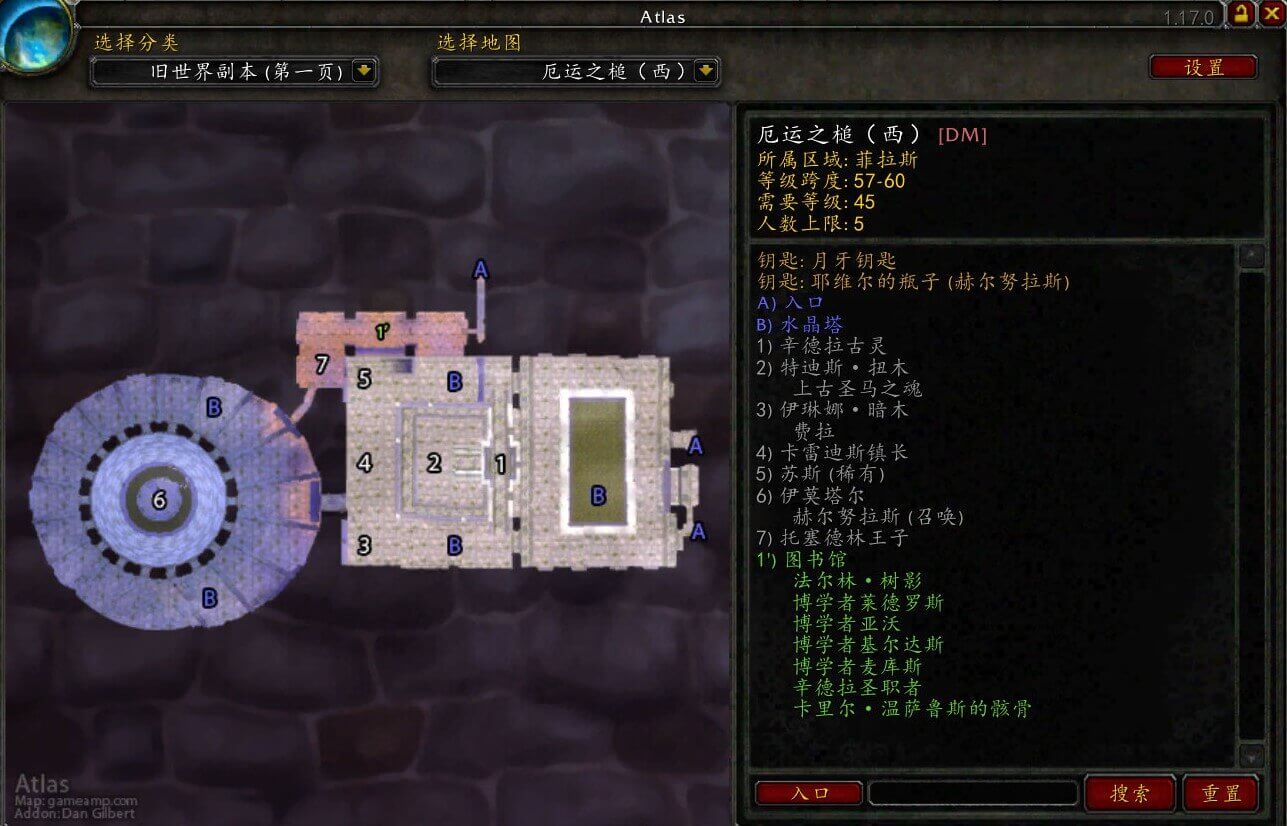 Atlas
1.17.0
选择分类
选择地图
旧世界副本(第一页)
厄运之槌(西)
设置
厄运之槌(西) [DM]
所属区域: 菲拉斯
等级跨度: 57-60
需要等级: 45
人数上限: 5
钥匙: 月牙钥匙
钥匙: 耶维尔的瓶子 (赫尔努拉斯)
A) 入口
B) 水晶塔
1) 辛德拉古灵
2) 特迪斯·扭木
上古圣马之魂
3) 伊琳娜·暗木
费拉
4) 卡雷迪斯镇长
5) 苏斯 (稀有)
6) 伊莫塔尔
赫尔努拉斯 (召唤)
7) 托塞德林王子
1') 图书馆
法尔林·树影
博学者莱德罗斯
博学者亚沃
博学者基尔达斯
博学者麦库斯
辛德拉圣职者
卡里尔·温萨鲁斯的骸骨
入口
搜索
重置
A
1'
7
5
B
B
4
2
1
A
6
B
3
B
A
B
Atlas
Map: gameamp.com
Addon: Dan Gilbert